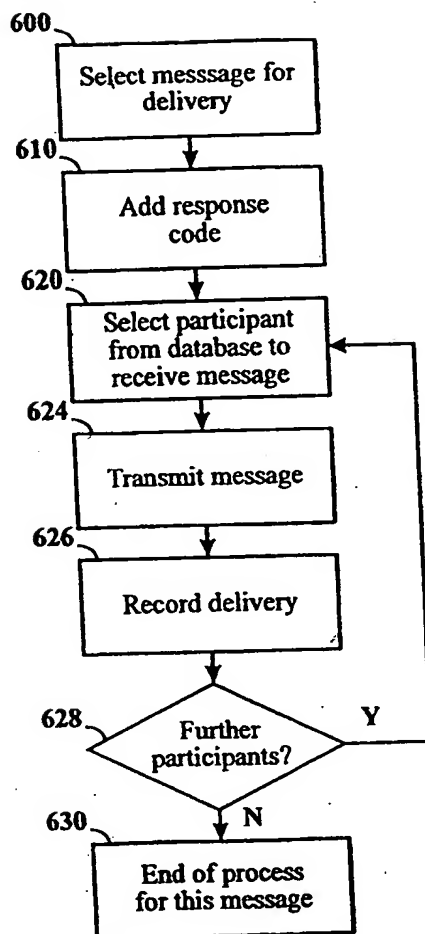 600
Select messsage for
delivery
610
Add response
code
620
Select participant
from database to
receive message
624
Transmit message
626
Record delivery
628
Further
participants?
Y
N
630
End of process
for this message